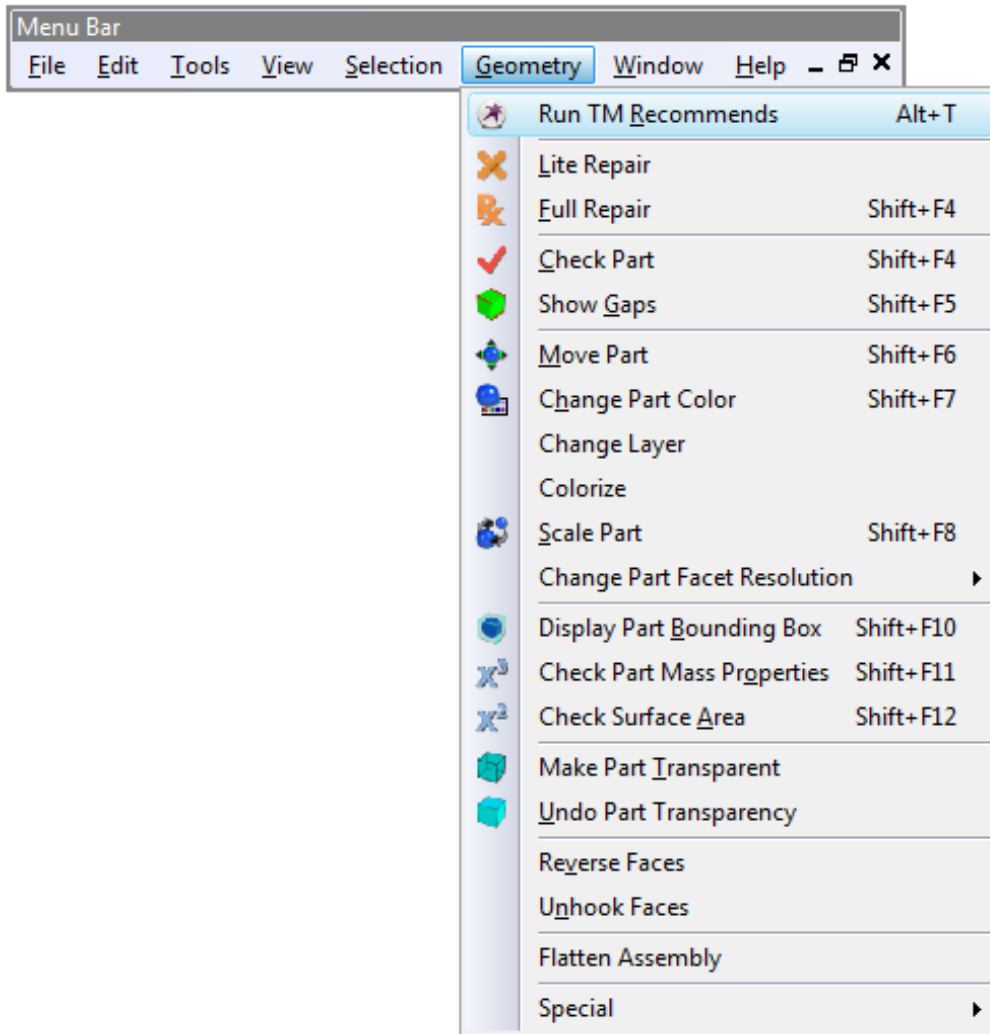 Menu Bar
File Edit Tools View Selection Geometry Window Help
Run TM Recommends Alt+T
Lite Repair
Full Repair Shift+F4
Check Part Shift+F4
Show Gaps Shift+F5
Move Part Shift+F6
Change Part Color Shift+F7
Change Layer
Colorize
Scale Part Shift+F8
Change Part Facet Resolution
Display Part Bounding Box Shift+F10
x³ Check Part Mass Properties Shift+F11
x² Check Surface Area Shift+F12
Make Part Transparent
Undo Part Transparency
Reverse Faces
Unhook Faces
Flatten Assembly
Special